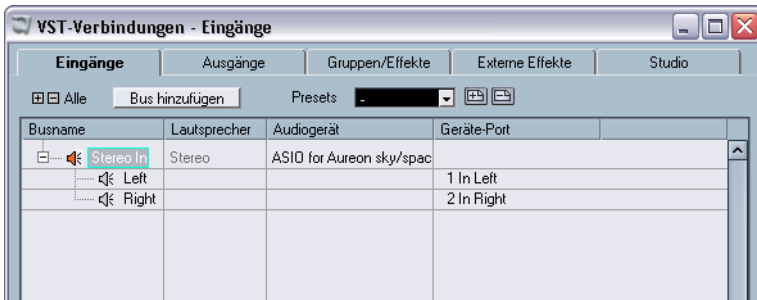 VST-Verbindungen - Eingänge
Eingänge Ausgänge Gruppen/Effekte Externe Effekte Studio
Alle Bus hinzufügen Presets -
Busname Lautsprecher Audiogerät Geräte-Port
Stereo In Stereo ASIO for Aureon sky/spac
Left 1 In Left
Right 2 In Right